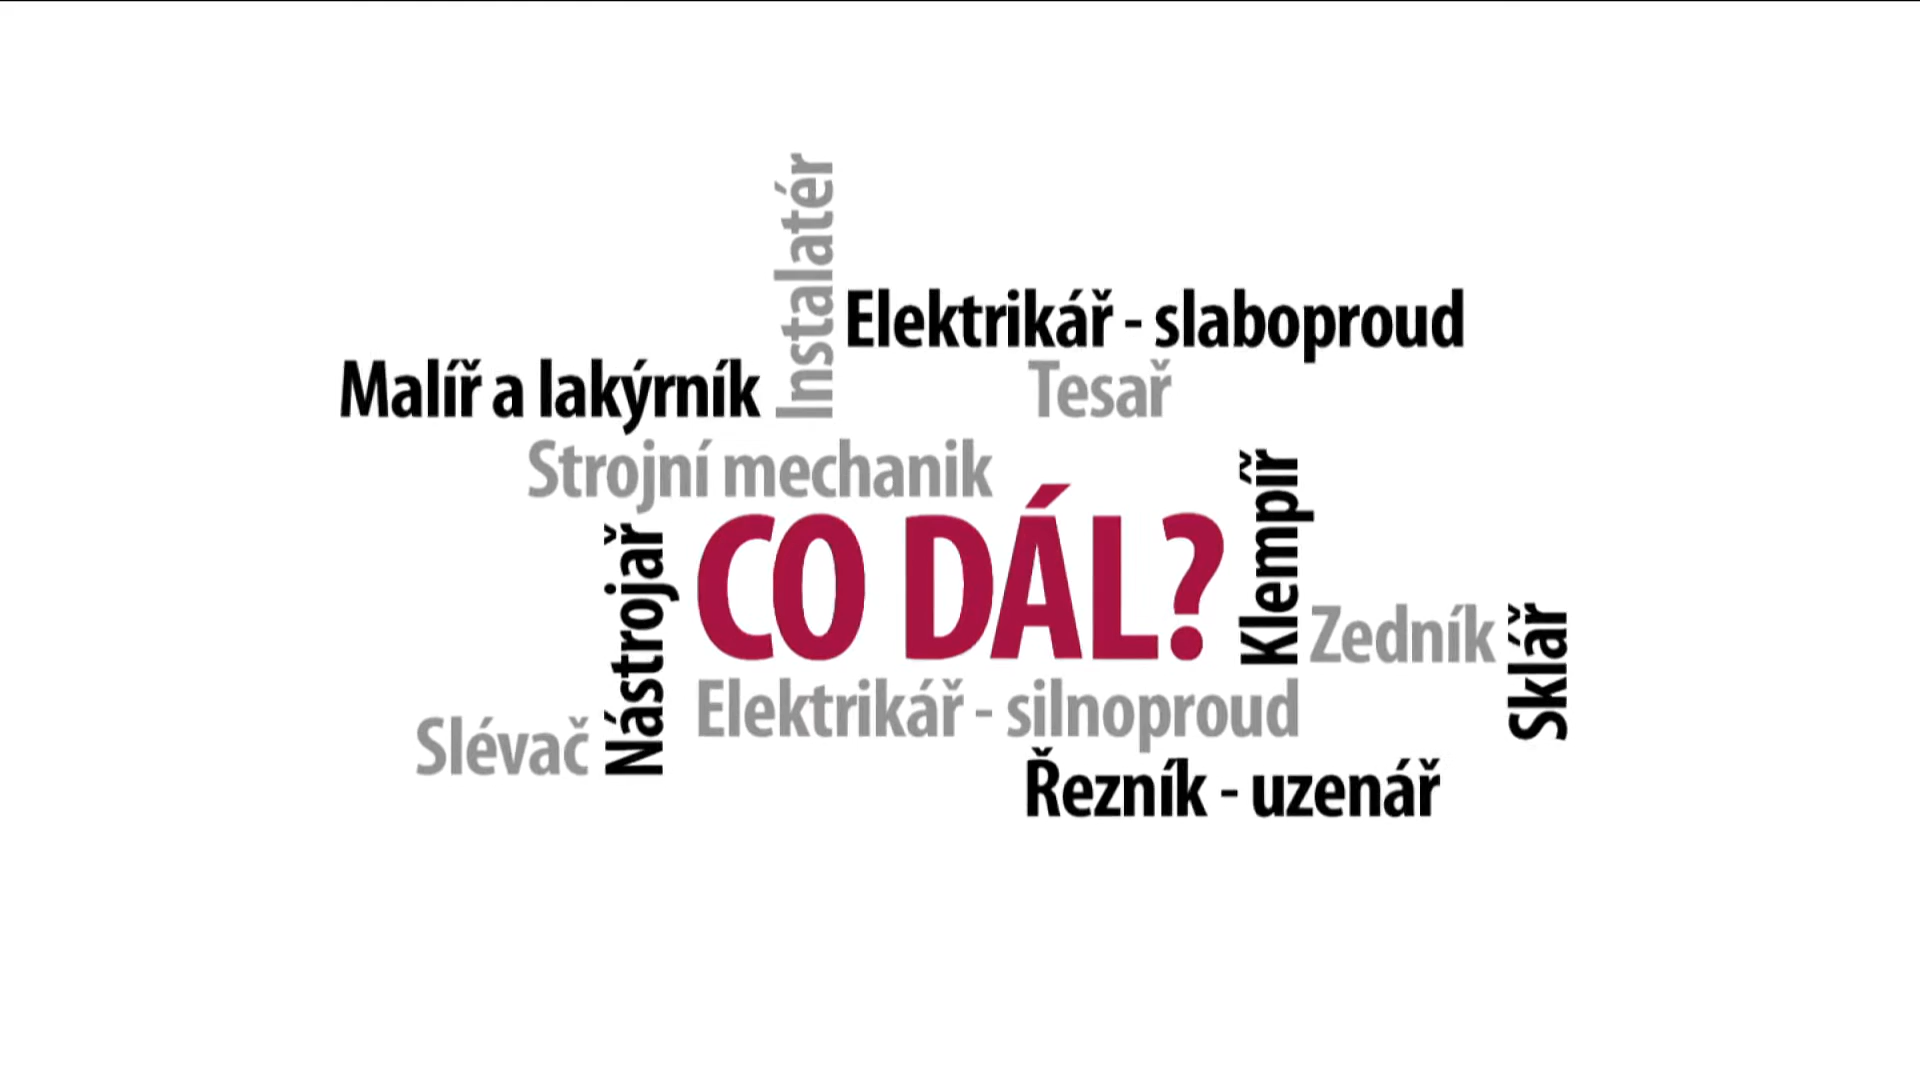 Instalatér
Elektrikář - slaboproud
Malíř a lakýrník
Tesař
Strojní mechanik
Klempíř
CO DÁL?
Nástrojař
Zedník
Sklář
Elektrikář - silnoproud
Slévač
Řezník - uzenář